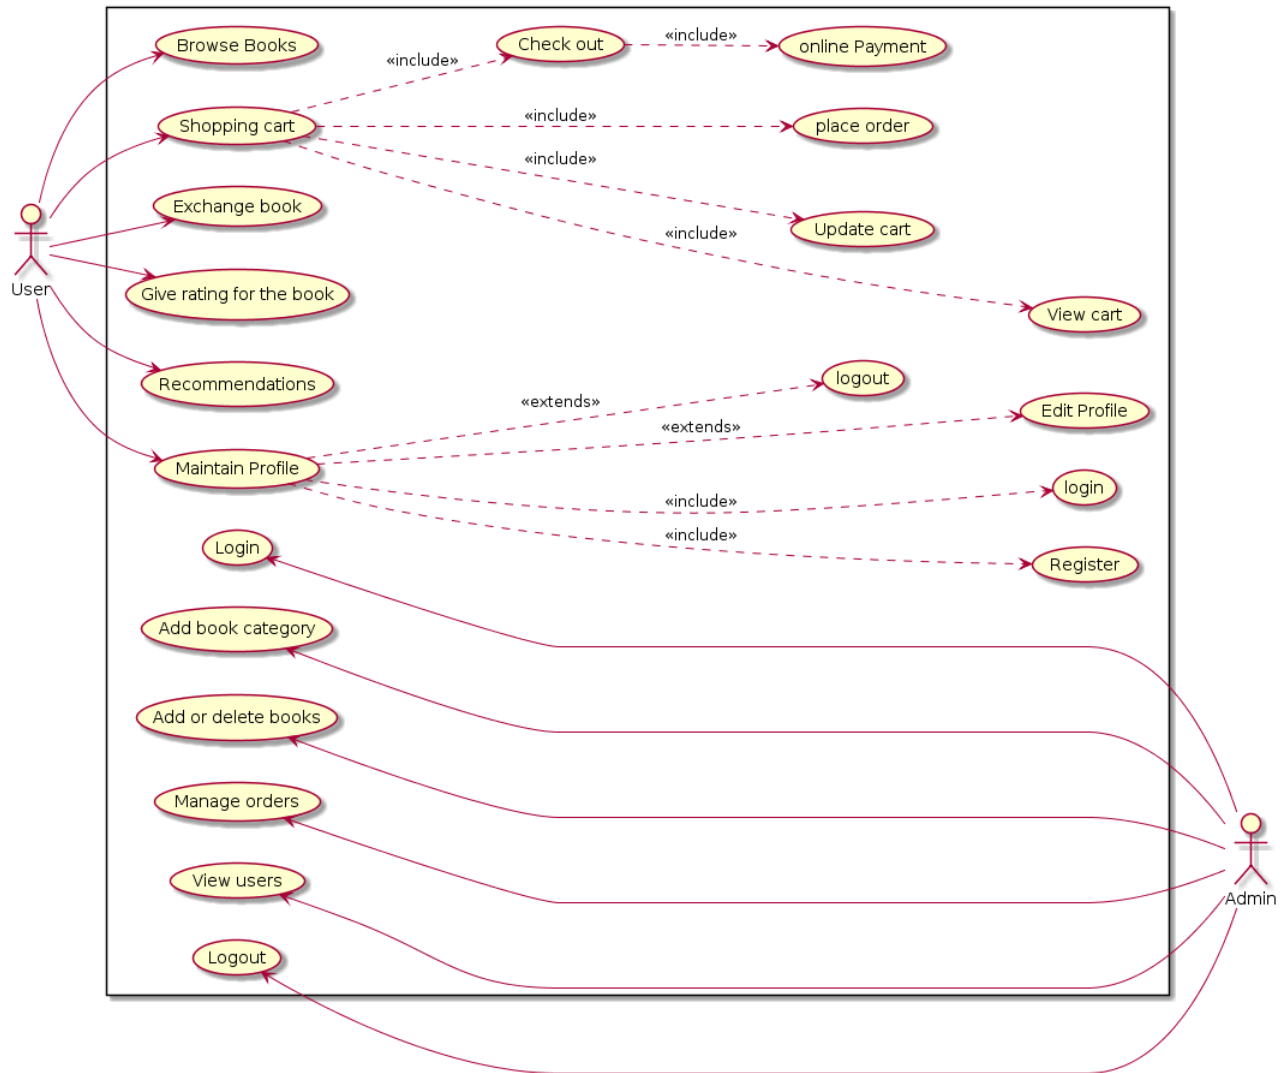 Browse Books
Check out
«include»
online Payment
«include»
Shopping cart
«include»
place order
«include»
Exchange book
Update cart
«include»
User
Give rating for the book
View cart
Recommendations
logout
«extends»
Edit Profile
«extends»
Maintain Profile
login
«include»
Login
«include»
Register
Add book category
Add or delete books
Manage orders
View users
Admin
Logout